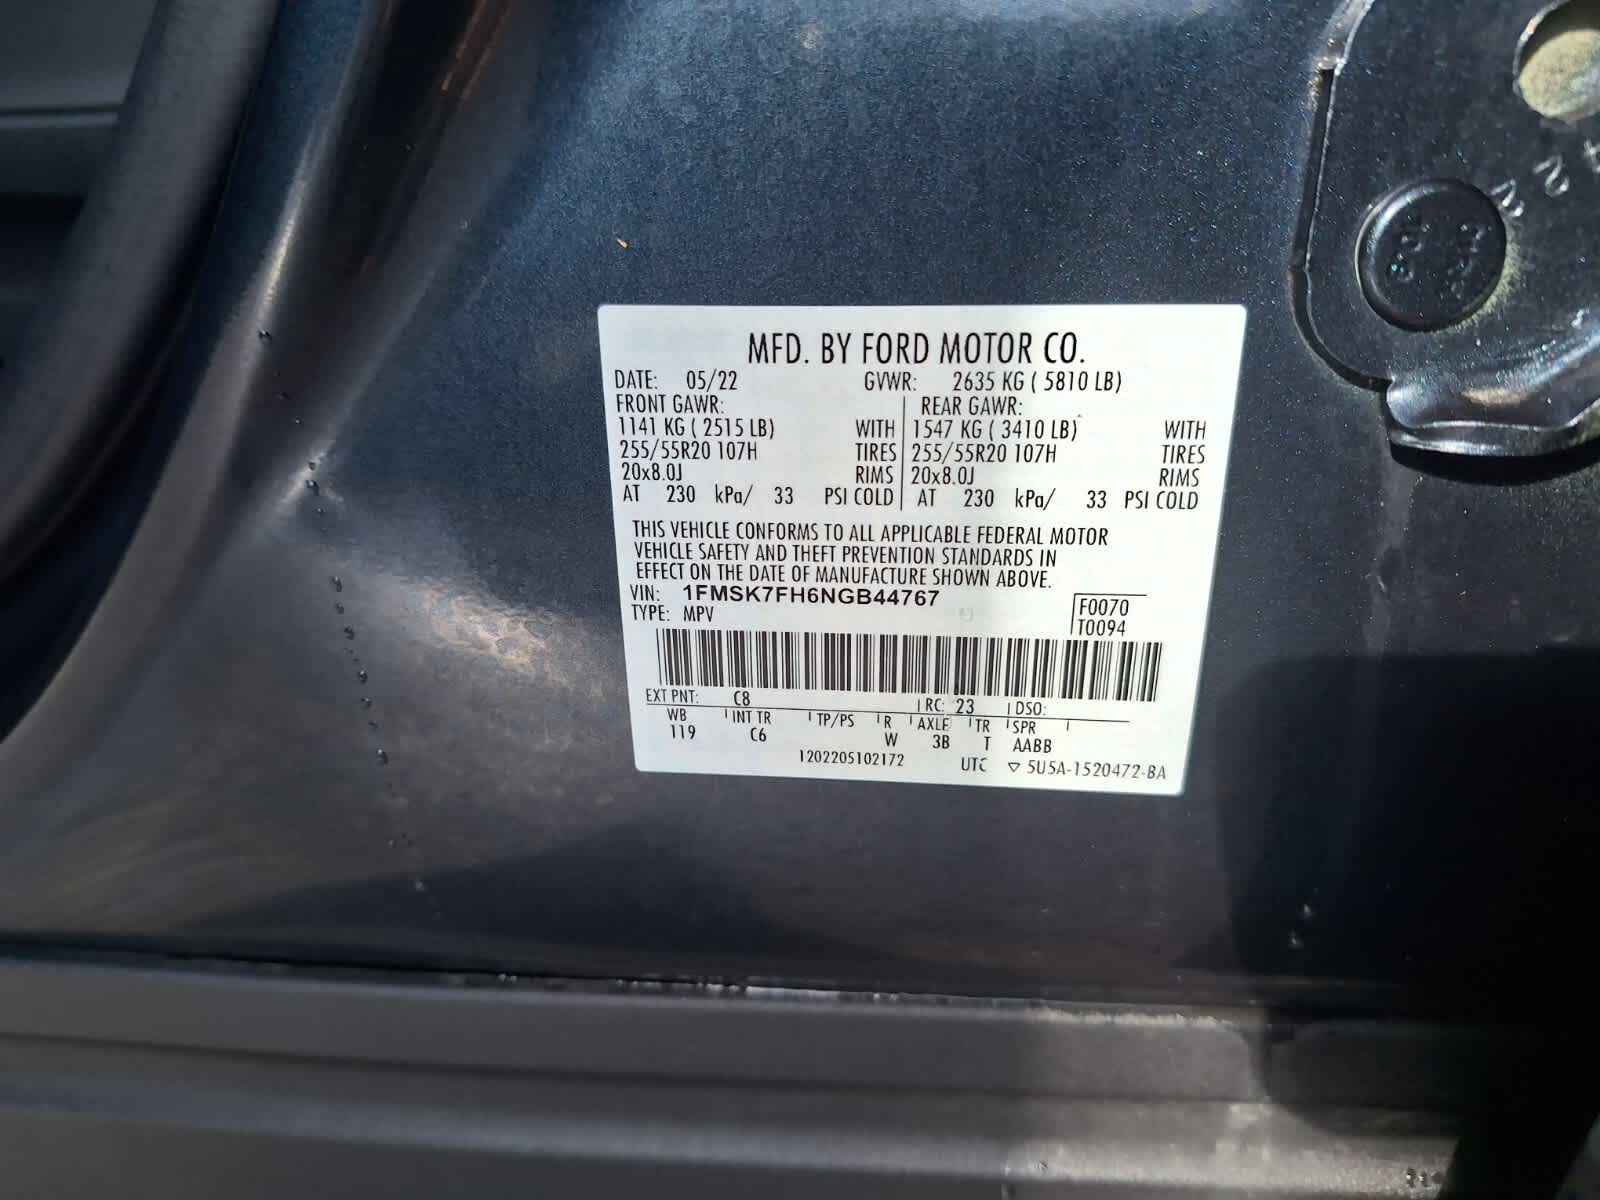 MFD. BY FORD MOTOR CO.
DATE: 05/22 GVWR: 2635 KG ( 5810 LB)
FRONT GAWR: REAR GAWR:
1141 KG ( 2515 LB) WITH 1547 KG ( 3410 LB) WITH
255/55R20 107H TIRES 255/55R20 107H TIRES
20x8.0J RIMS 20x8.0J RIMS
AT 230 kPa/ 33 PSI COLD AT 230 kPa/ 33 PSI COLD
THIS VEHICLE CONFORMS TO ALL APPLICABLE FEDERAL MOTOR
VEHICLE SAFETY AND THEFT PREVENTION STANDARDS IN
EFFECT ON THE DATE OF MANUFACTURE SHOWN ABOVE.
VIN: 1FMSK7FH6NGB44767
F0070
TYPE: MPV
T0094
EXT PNT: C8 RC: 23 DSO:
WB INT TR TP/PS R AXLE TR SPR
119 C6 W 3B T AABB
1202205102172 UTC ▽ 5U5A-1520472-BA